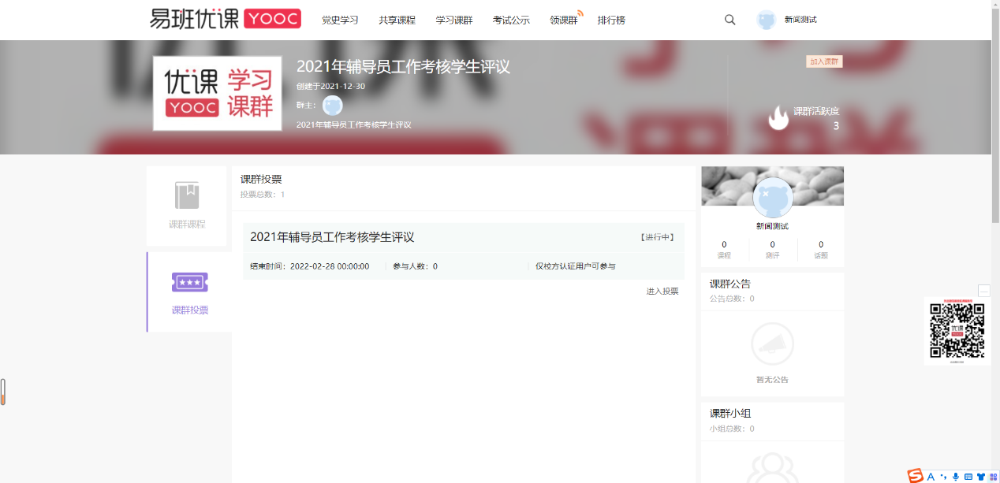 易班优课 YOOC 党史学习 共享课程 学习课群 考试公示 领课群 排行榜 新闻测试
优课 学习
YOOC 课群
2021年辅导员工作考核学生评议
创建于2021-12-30
群主：
2021年辅导员工作考核学生评议
加入课群
课群活跃度
3
课群课程
课群投票
课群投票
投票总数：1
2021年辅导员工作考核学生评议 【进行中】
结束时间：2022-02-28 00:00:00 参与人数：0 仅校方认证用户可参与
进入投票
新闻测试
0 0 0
课程 测评 话题
课群公告
公告总数：0
暂无公告
课群小组
小组总数：0
优课
YOOC